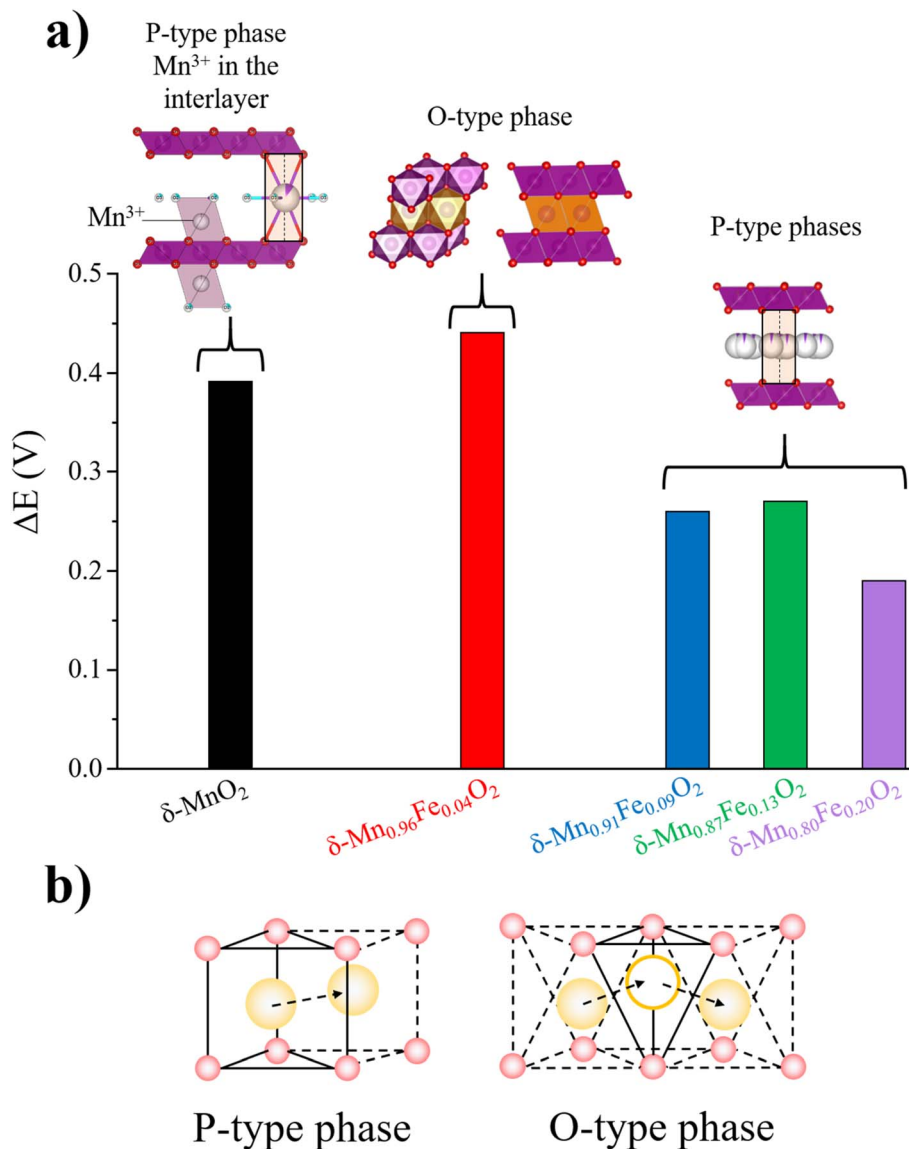 a)
P-type phase
Mn³⁺ in the
interlayer
O-type phase
Mn³⁺
P-type phases
ΔE (V)
0.5
0.4
0.3
0.2
0.1
0.0
δ-MnO₂
δ-Mn₀.₉₆Fe₀.₀₄O₂
δ-Mn₀.₉₁Fe₀.₀₉O₂
δ-Mn₀.₈₇Fe₀.₁₃O₂
δ-Mn₀.₈₀Fe₀.₂₀O₂
b)
P-type phase
O-type phase